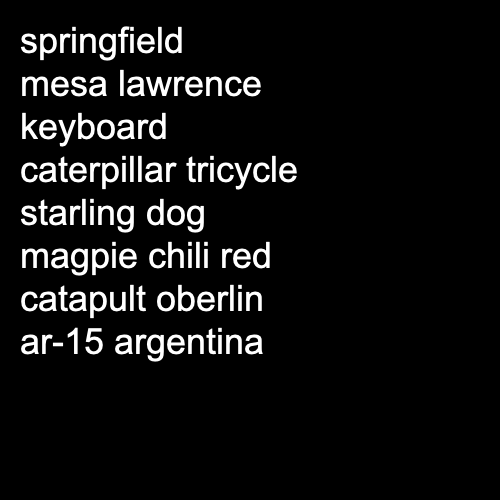 springfield
mesa lawrence
keyboard
caterpillar tricycle
starling dog
magpie chili red
catapult oberlin
ar-15 argentina